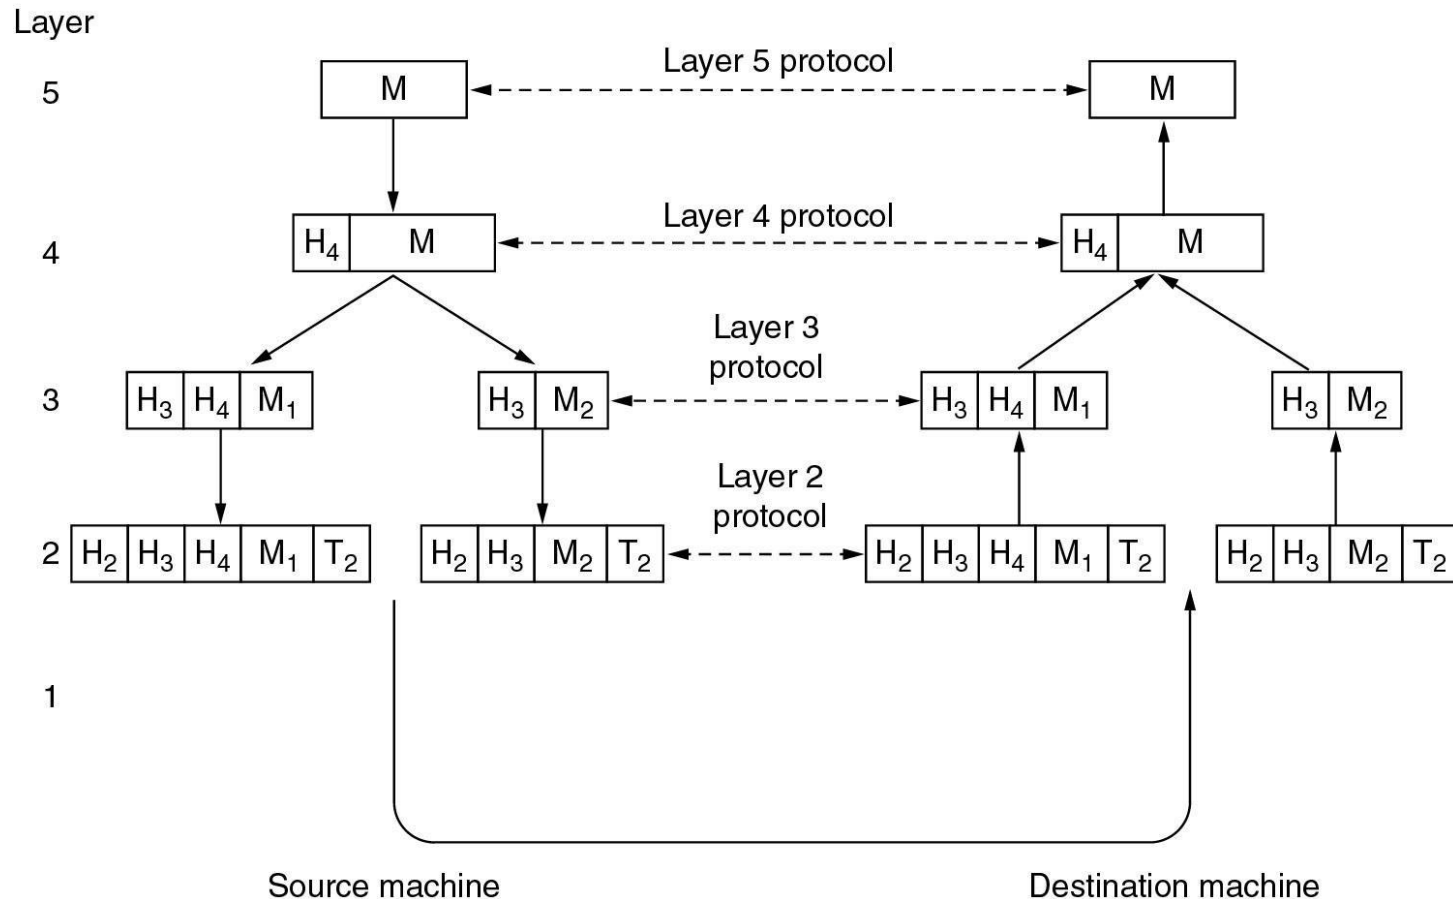 Layer
5 M Layer 5 protocol M
4 H₄ M Layer 4 protocol H₄ M
Layer 3
protocol
3 H₃ H₄ M₁ H₃ M₂ H₃ H₄ M₁ H₃ M₂
Layer 2
protocol
2 H₂ H₃ H₄ M₁ T₂ H₂ H₃ M₂ T₂ H₂ H₃ H₄ M₁ T₂ H₂ H₃ M₂ T₂
1
Source machine Destination machine